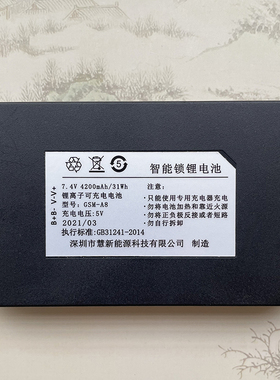 智能锁锂电池
7.4V 4200mAh/31Wh
锂离子可充电电池
型号:GSM-A8
充电电压:5V
2021/03
执行标准:GB31241-2014
深圳市慧新能源科技有限公司 制造
注意:
•只能使用专用充电器充电
•勿将电池加热和靠近火源
•勿将正负极反接或者短路
•勿自行拆卸
B+B- V-V+
5